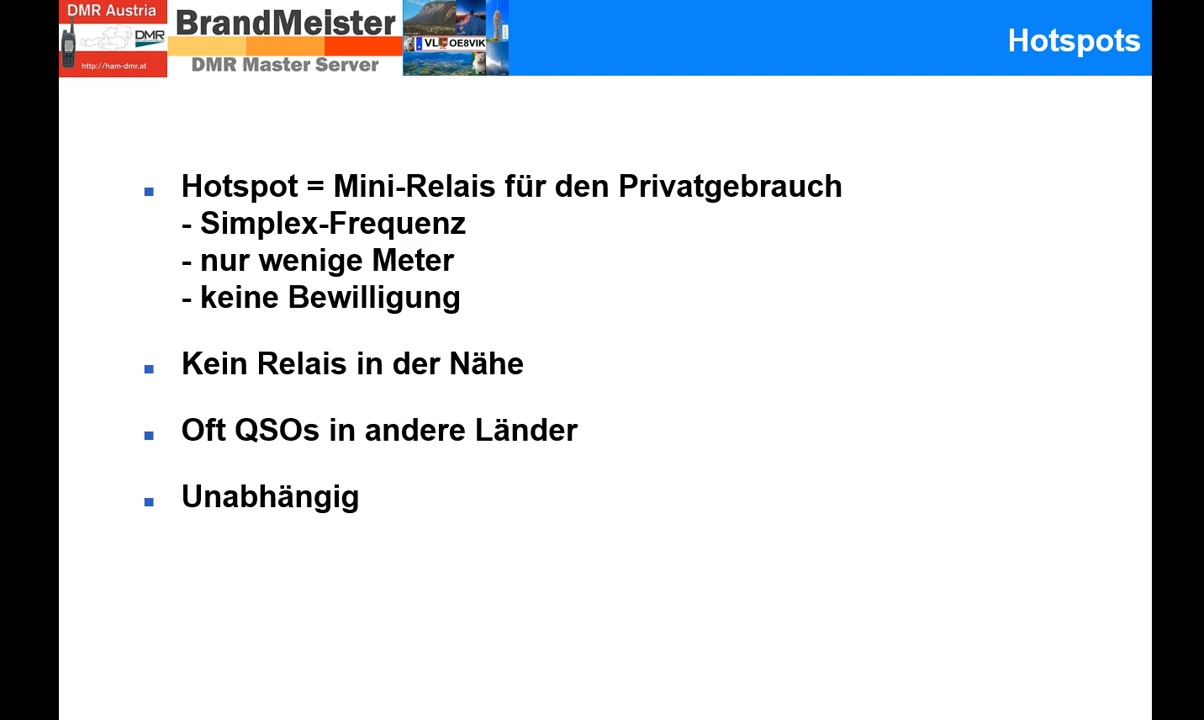 DMR Austria
DMR
http://ham-dmr.at
BrandMeister
DMR Master Server
VL OE8VIK
Hotspots
Hotspot = Mini-Relais für den Privatgebrauch
- Simplex-Frequenz
- nur wenige Meter
- keine Bewilligung
Kein Relais in der Nähe
Oft QSOs in andere Länder
Unabhängig